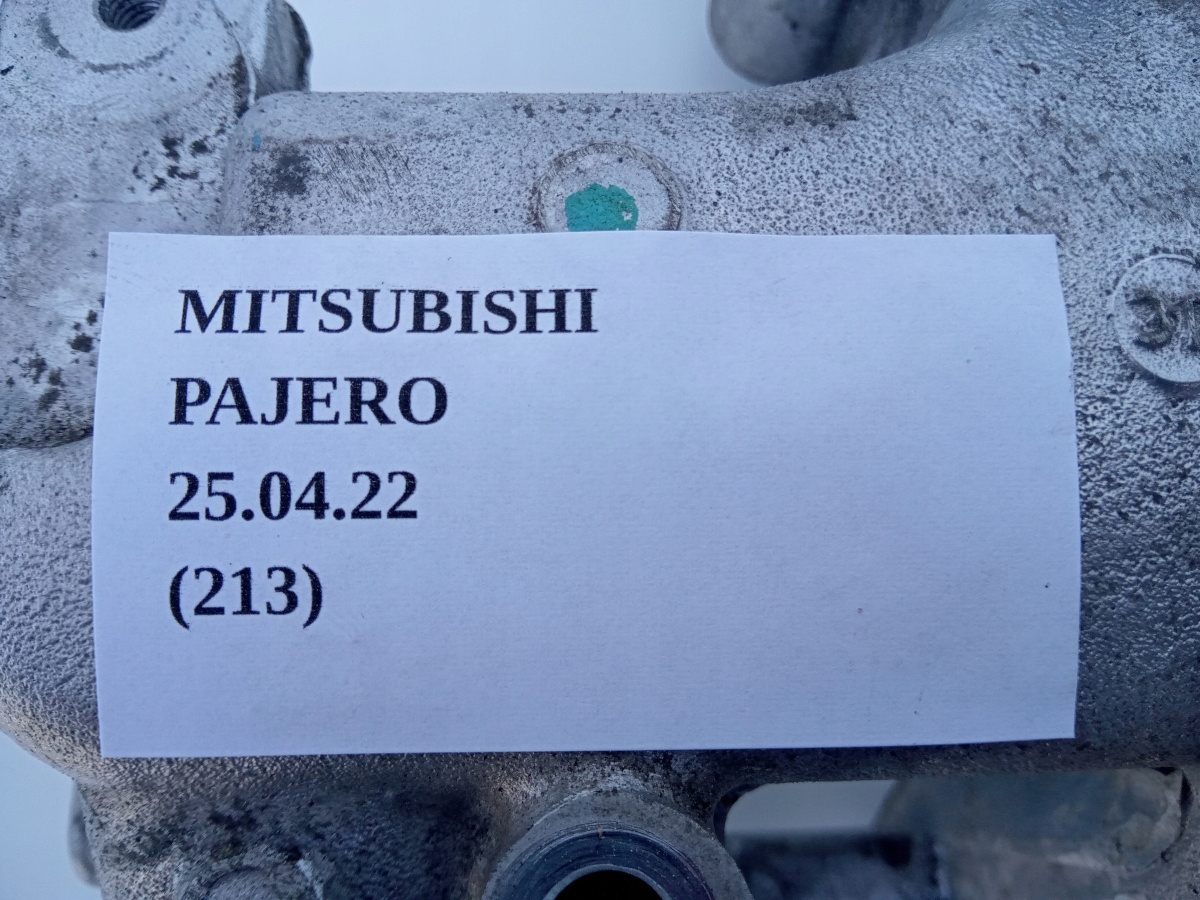 MITSUBISHI
PAJERO
25.04.22
(213)